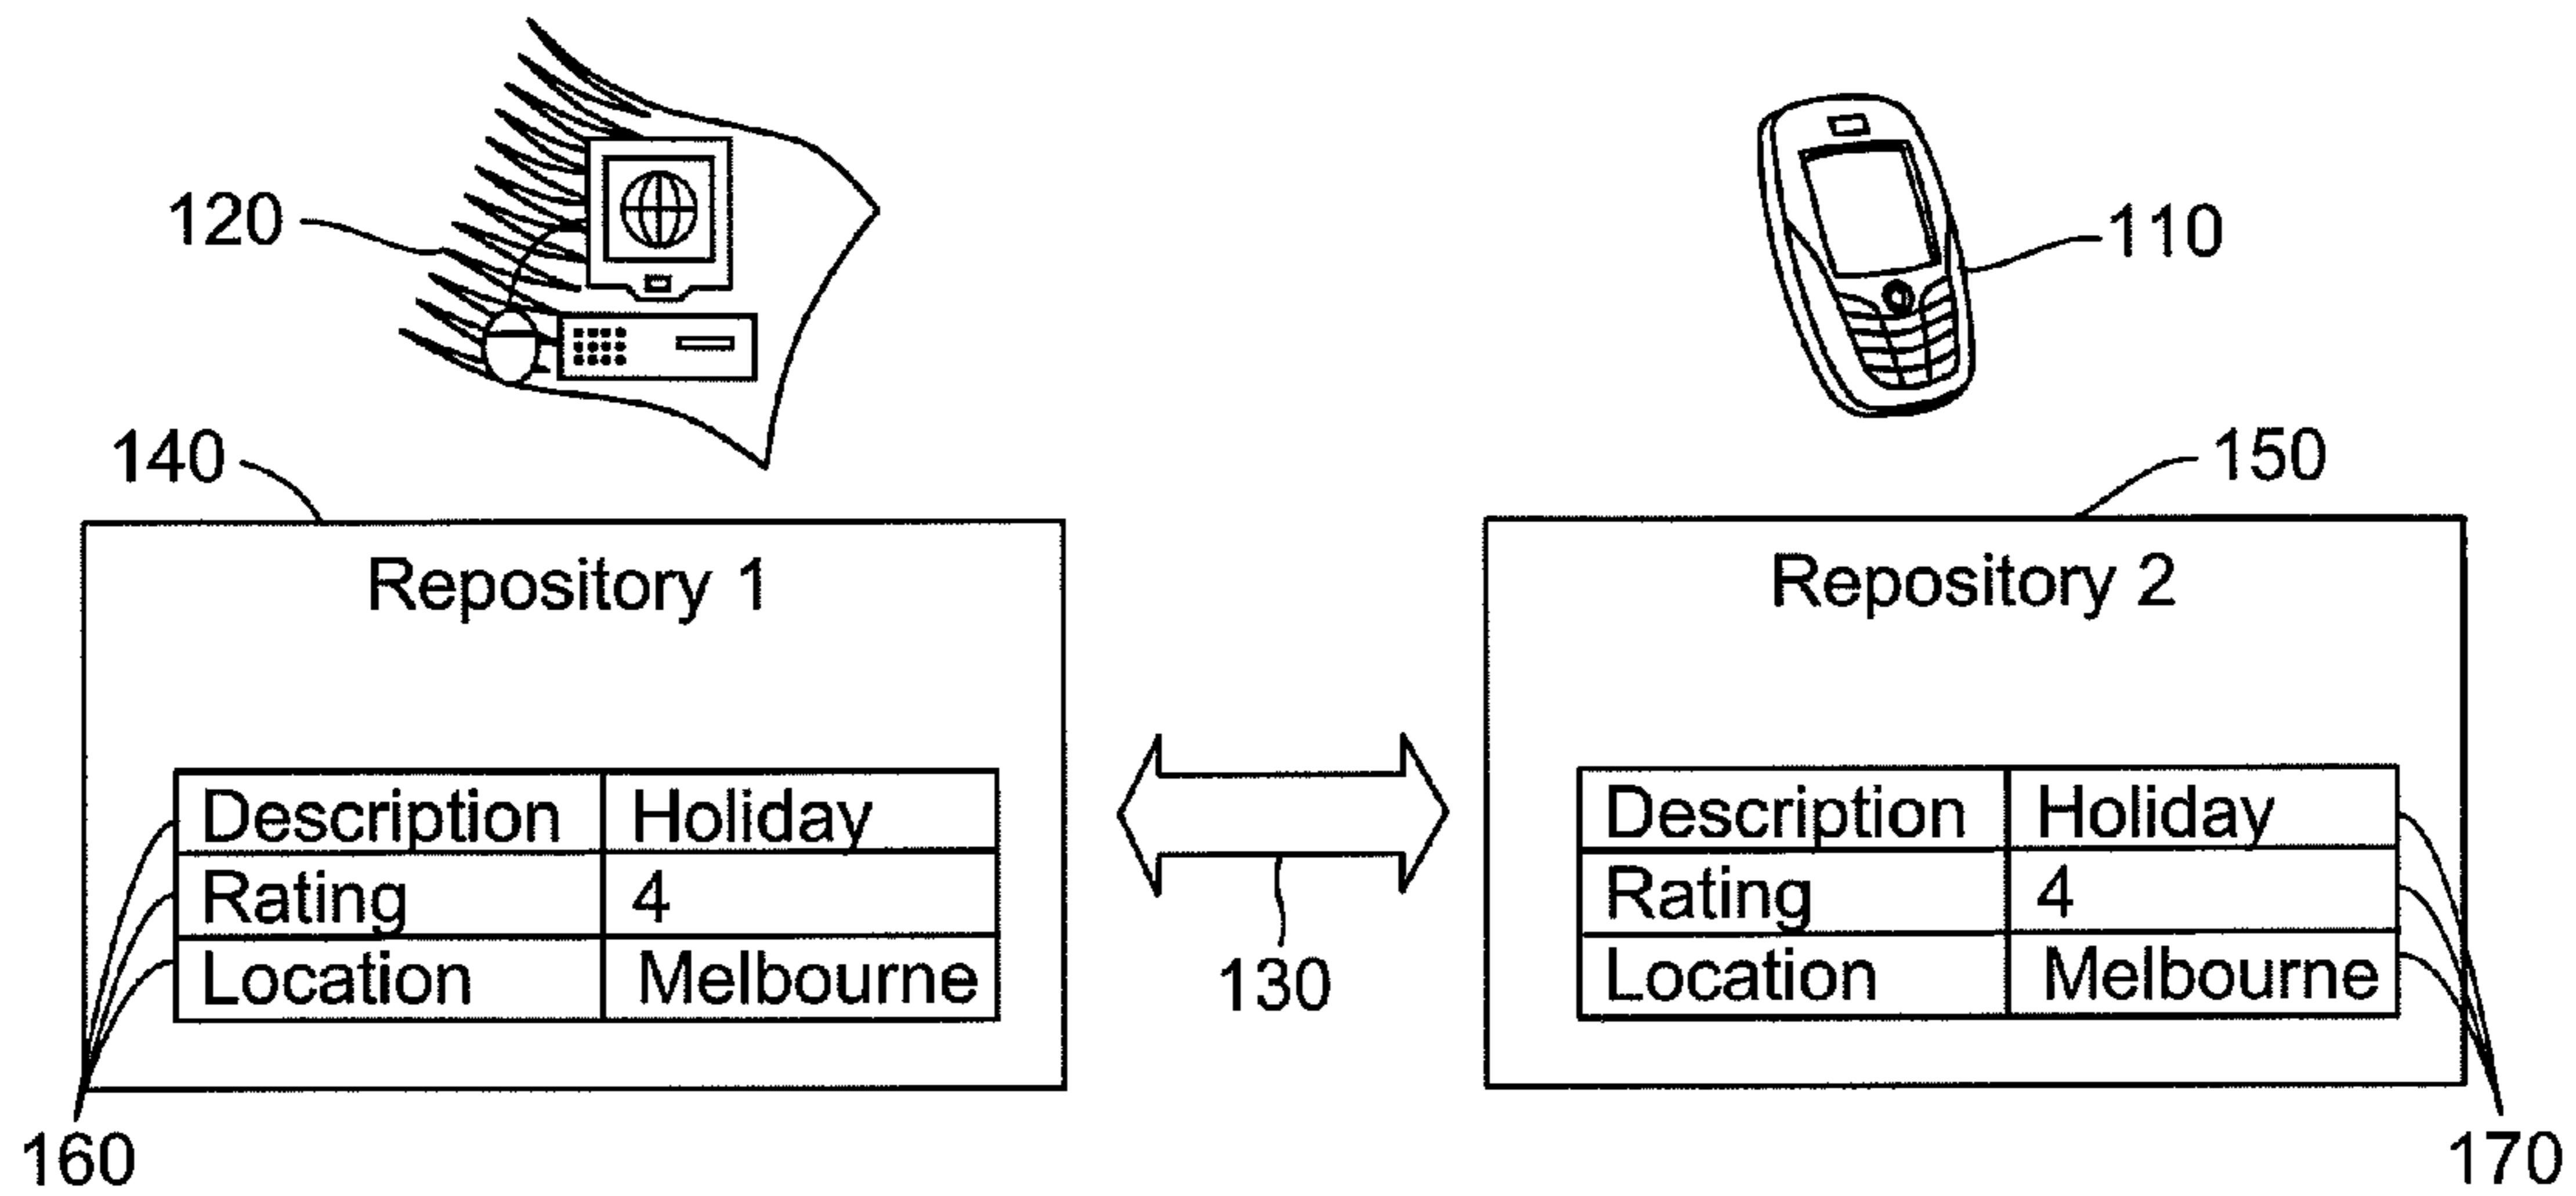 120
110
140
150
Repository 1
Repository 2
Description Holiday
Rating 4
Location Melbourne
Description Holiday
Rating 4
Location Melbourne
130
160
170